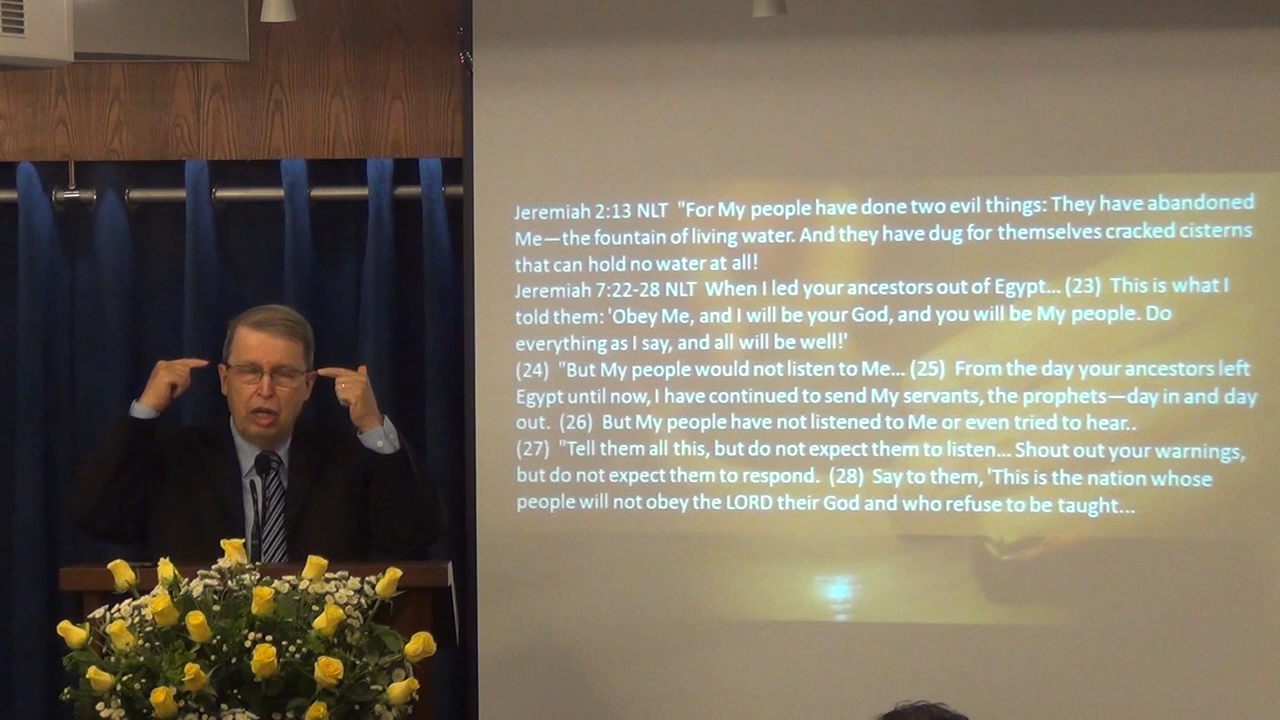 Jeremiah 2:13 NLT  "For My people have done two evil things: They have abandoned
Me—the fountain of living water. And they have dug for themselves cracked cisterns
that can hold no water at all!
Jeremiah 7:22-28 NLT  When I led your ancestors out of Egypt... (23)  This is what I
told them: 'Obey Me, and I will be your God, and you will be My people. Do
everything as I say, and all will be well!'
(24)  "But My people would not listen to Me... (25)  From the day your ancestors left
Egypt until now, I have continued to send My servants, the prophets—day in and day
out.  (26)  But My people have not listened to Me or even tried to hear..
(27)  "Tell them all this, but do not expect them to listen... Shout out your warnings,
but do not expect them to respond.  (28)  Say to them, 'This is the nation whose
people will not obey the LORD their God and who refuse to be taught...